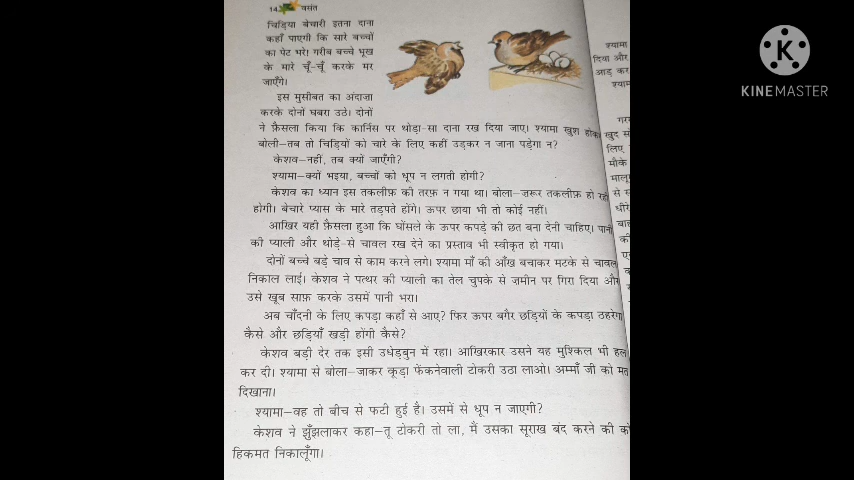 14 वसंत
चिड़िया बेचारी इतना दाना
कहाँ पाएगी कि सारे बच्चों
का पेट भरे! गरीब बच्चे भूख
के मारे चूँ-चूँ करके मर
जाएँगे।
इस मुसीबत का अंदाज़ा
करके दोनों घबरा उठे। दोनों
ने फ़ैसला किया कि कार्निस पर थोड़ा-सा दाना रख दिया जाए। श्यामा खुश होक
बोली–तब तो चिड़ियों को चारे के लिए कहीं उड़कर न जाना पड़ेगा न?
केशव–नहीं, तब क्यों जाएँगी?
श्यामा–क्यों भइया, बच्चों को धूप न लगती होगी?
केशव का ध्यान इस तकलीफ़ की तरफ़ न गया था। बोला–ज़रूर तकलीफ़ हो रही
होगी। बेचारे प्यास के मारे तड़पते होंगे। ऊपर छाया भी तो कोई नहीं।
आखिर यही फ़ैसला हुआ कि घोंसले के ऊपर कपड़े की छत बना देनी चाहिए। पानी
की प्याली और थोड़े-से चावल रख देने का प्रस्ताव भी स्वीकृत हो गया।
दोनों बच्चे बड़े चाव से काम करने लगे। श्यामा माँ की आँख बचाकर मटके से चावल
निकाल लाई। केशव ने पत्थर की प्याली का तेल चुपके से ज़मीन पर गिरा दिया और
उसे खूब साफ़ करके उसमें पानी भरा।
अब चाँदनी के लिए कपड़ा कहाँ से आए? फिर ऊपर बगैर छड़ियों के कपड़ा ठहरेगा
कैसे और छड़ियाँ खड़ी होंगी कैसे?
केशव बड़ी देर तक इसी उधेड़बुन में रहा। आखिरकार उसने यह मुश्किल भी हल
कर दी। श्यामा से बोला–जाकर कूड़ा फेंकनेवाली टोकरी उठा लाओ। अम्माँ जी को मत
दिखाना।
श्यामा–वह तो बीच से फटी हुई है। उसमें से धूप न जाएगी?
केशव ने झुँझलाकर कहा–तू टोकरी तो ला, मैं उसका सूराख बंद करने की को
हिकमत निकालूँगा।
श्यामा
दिया और
आड़ कर
श्याम
गर
खुद सं
लिए
मौके
मालू
से स
धीरे
बाह
की
KINEMASTER